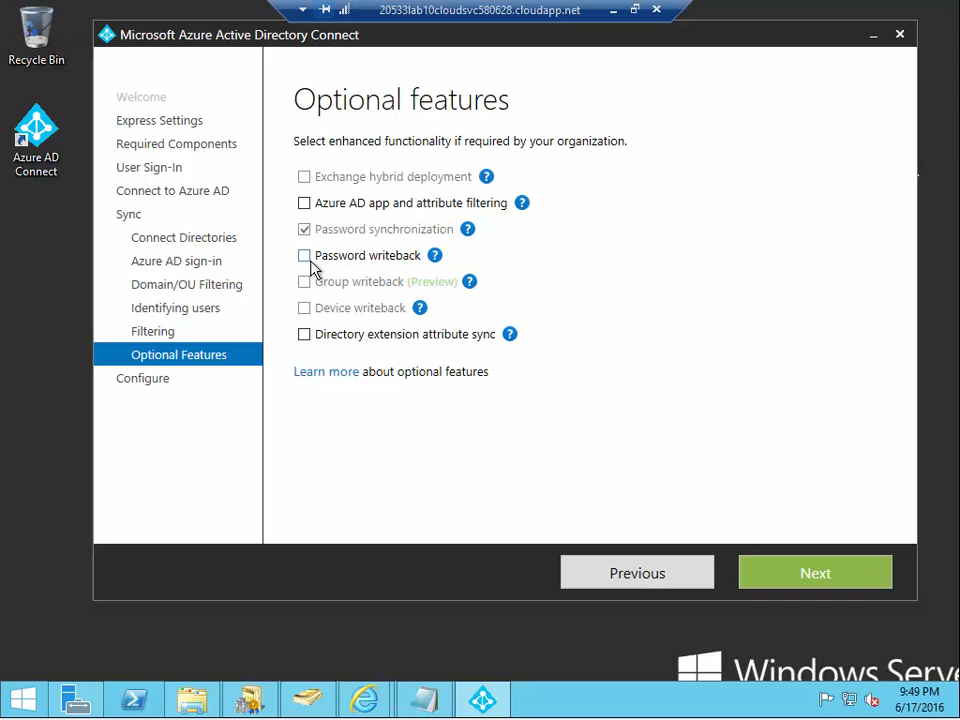 20533lab10cloudsvc580628.cloudapp.net
Recycle Bin
Azure AD
Connect
Microsoft Azure Active Directory Connect
Welcome
Express Settings
Required Components
User Sign-In
Connect to Azure AD
Sync
Connect Directories
Azure AD sign-in
Domain/OU Filtering
Identifying users
Filtering
Optional Features
Configure
Optional features
Select enhanced functionality if required by your organization.
Exchange hybrid deployment ?
Azure AD app and attribute filtering ?
Password synchronization ?
Password writeback ?
Group writeback (Preview) ?
Device writeback ?
Directory extension attribute sync ?
Learn more about optional features
Previous
Next
Windows Serve
9:49 PM
6/17/2016